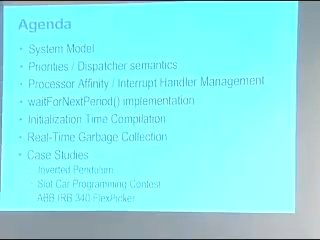 Agenda
• System Model
• Priorities / Dispatcher semantics
• Processor Affinity / Interrupt Handler Management
• waitForNextPeriod() implementation
• Initialization Time Compilation
• Real-Time Garbage Collection
• Case Studies
Inverted Pendulum
Slot Car Programming Contest
ABB IRB 340 FlexPicker